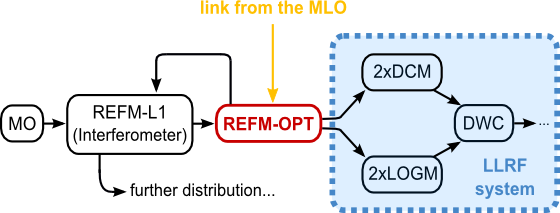 link from the MLO
MO
REFM-L1
(Interferometer)
REFM-OPT
2xDCM
DWC
...
2xLOGM
LLRF
system
further distribution...